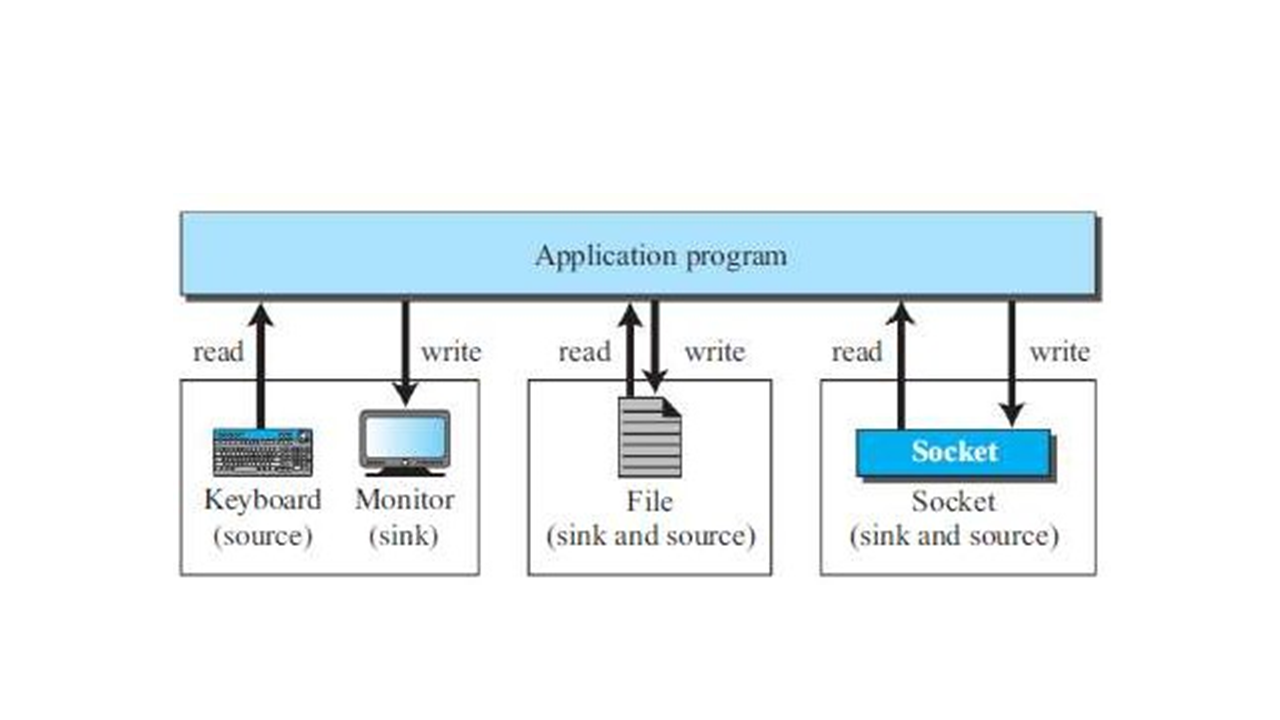 Application program
read
write
read
write
read
write
Keyboard
(source)
Monitor
(sink)
File
(sink and source)
Socket
Socket
(sink and source)